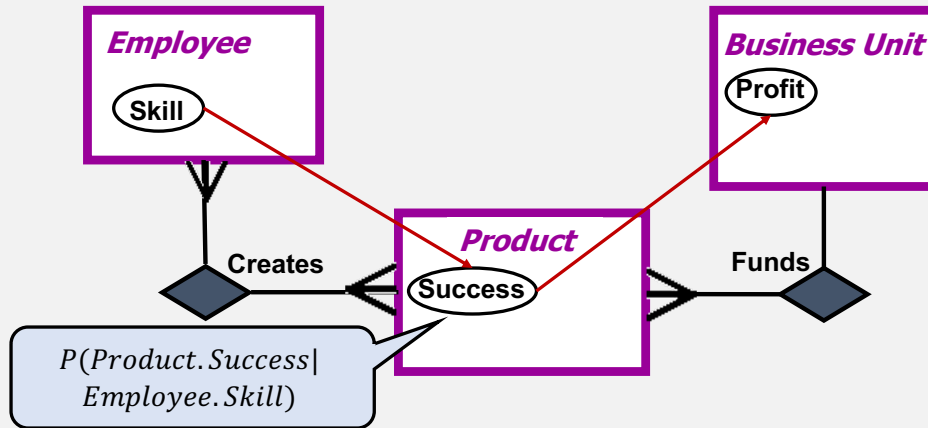 Employee
Business Unit
Skill
Profit
Product
Creates
Funds
Success
P(Product.Success|
Employee.Skill)